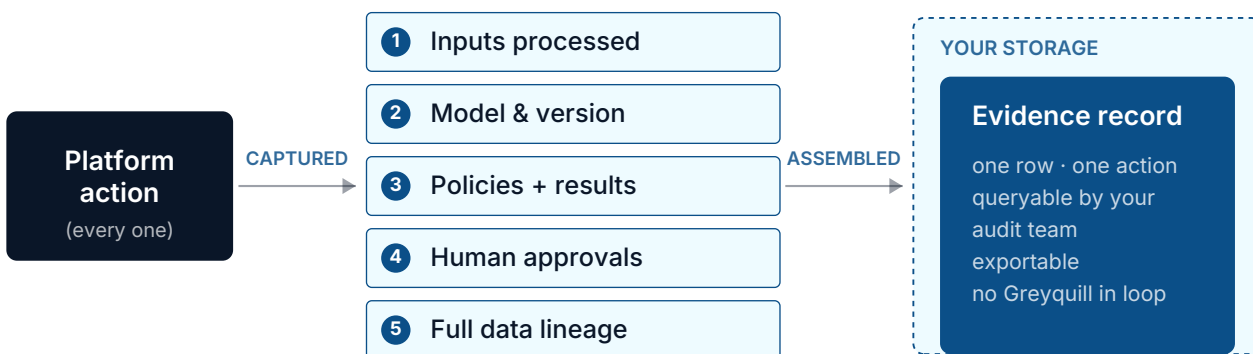 Platform
action
(every one)
CAPTURED
1 Inputs processed
2 Model & version
3 Policies + results
4 Human approvals
5 Full data lineage
ASSEMBLED
YOUR STORAGE
Evidence record
one row · one action
queryable by your
audit team
exportable
no Greyquill in loop